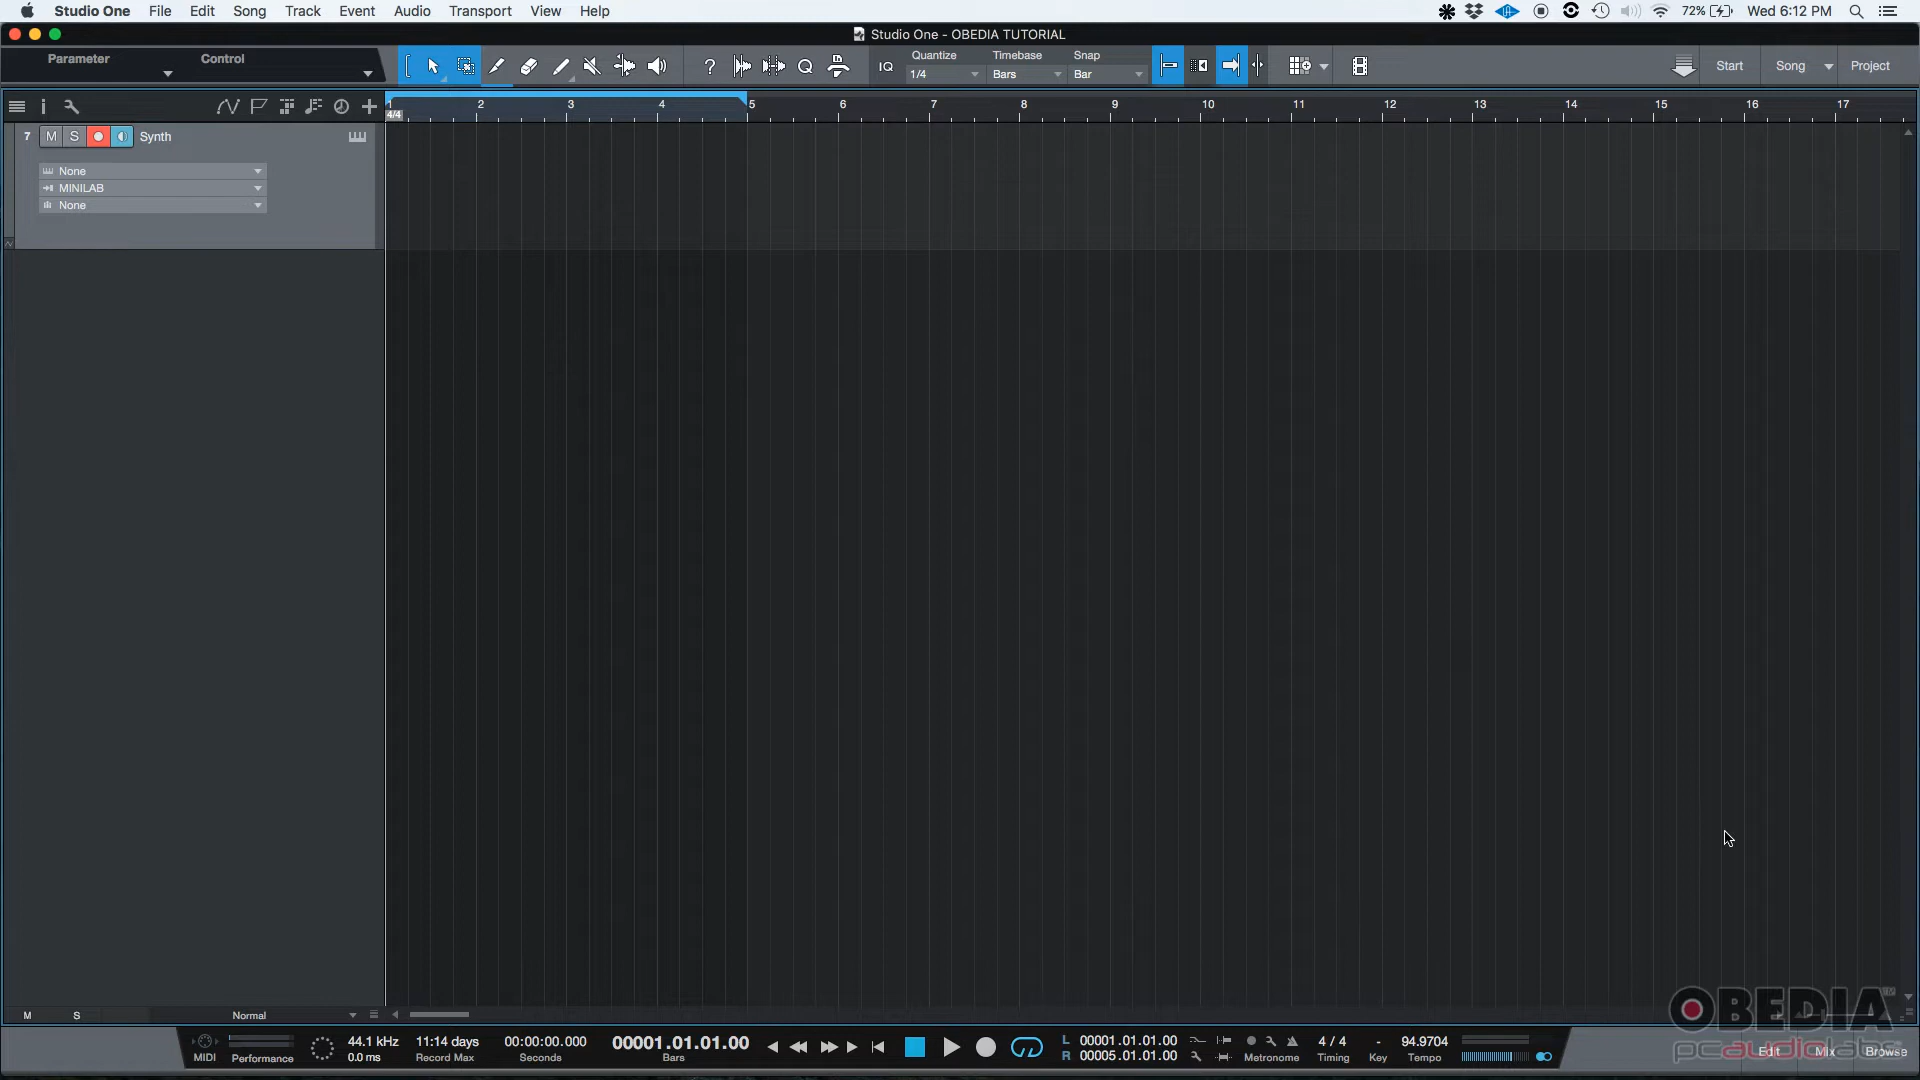 Studio One File Edit Song Track Event Audio Transport View Help 72% Wed 6:12 PM
Studio One - OBEDIA TUTORIAL
Parameter Control
? Q IQ Quantize 1/4 Timebase Bars Snap Bar Start Song Project
i 1 2 3 4 5 6 7 8 9 10 11 12 13 14 15 16 17
4/4
7 M S Synth
None
MINILAB
None
M S Normal
OBEDIA
pcaudiolabs
MIDI Performance 44.1 kHz 0.0 ms 11:14 days Record Max 00:00:00.000 Seconds 00001.01.01.00 Bars L 00001.01.01.00 R 00005.01.01.00 Metronome 4 / 4 Timing - Key 94.9704 Tempo Edit Mix Browse